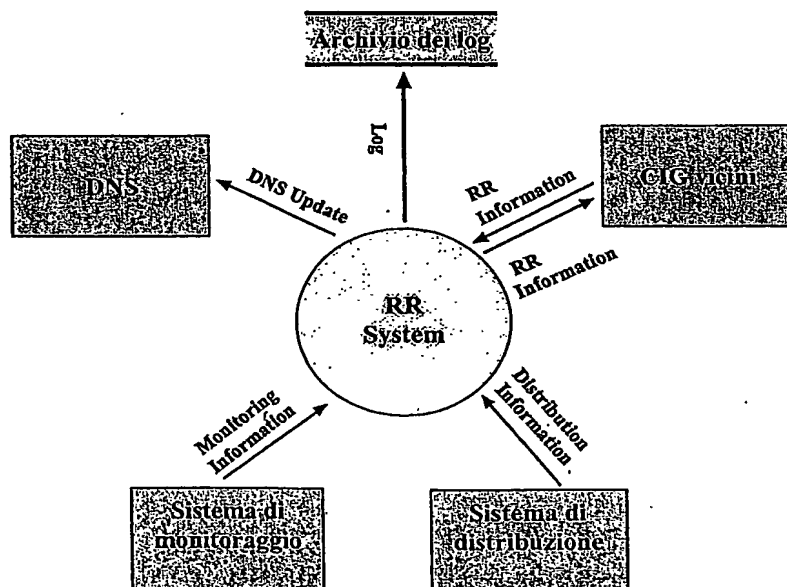 Archivio dei log
Log
DNS
DNS Update
CIG vicini
RR
Information
RR
Information
RR
System
Monitoring
Information
Distribution
Information
Sistema di
monitoraggio
Sistema di
distribuzione